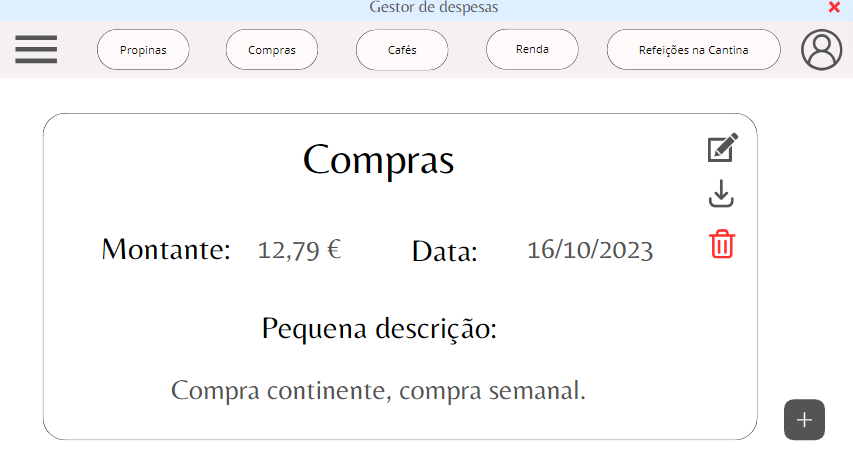 Gestor de despesas
Propinas Compras Cafés Renda Refeições na Cantina
Compras
Montante: 12,79 € Data: 16/10/2023
Pequena descrição:
Compra continente, compra semanal.